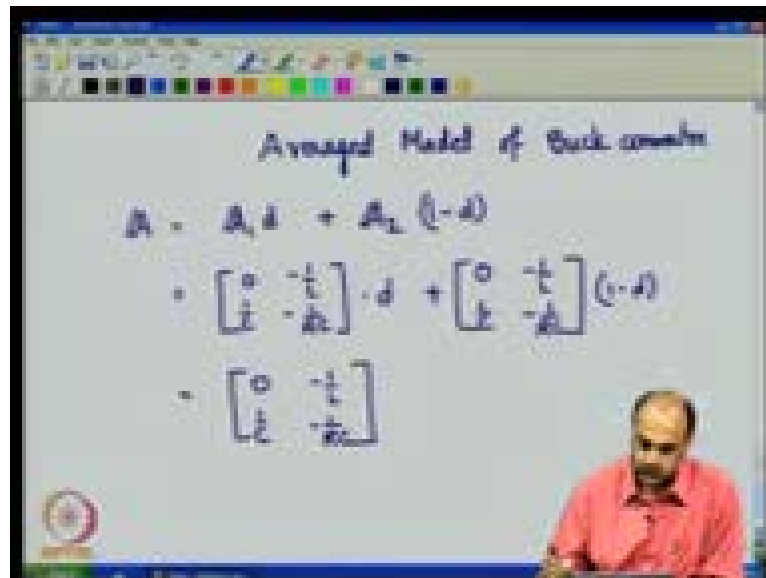 Averaged Model of Buck converter
A = A₁d + A₂(1-d)
= [0 -1/L; 1/C -1/RC] · d + [0 -1/L; 1/C -1/RC] (1-d)
= [0 -1/L; 1/C -1/RC]